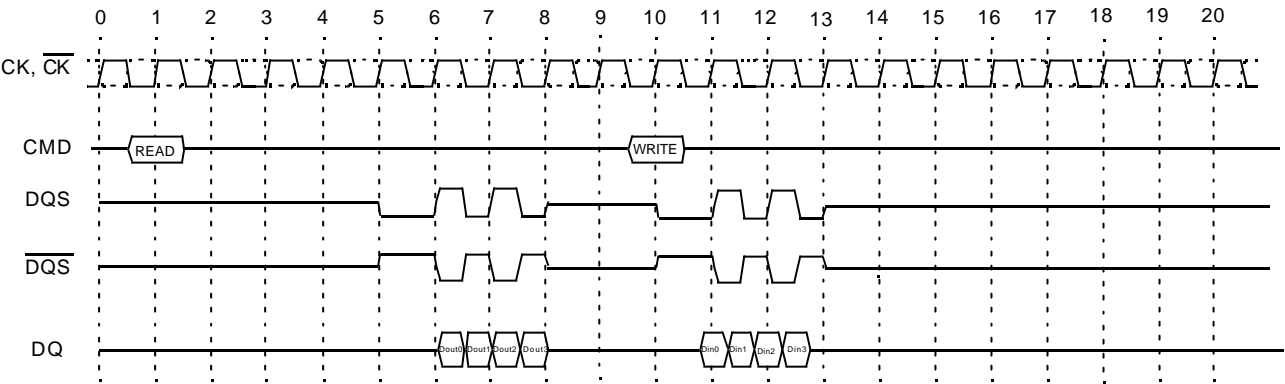 0 1 2 3 4 5 6 7 8 9 10 11 12 13 14 15 16 17 18 19 20
CK, CK
CMD READ WRITE
DQS
DQS
DQ Dout0 Dout1 Dout2 Dout3 Din0 Din1 Din2 Din3